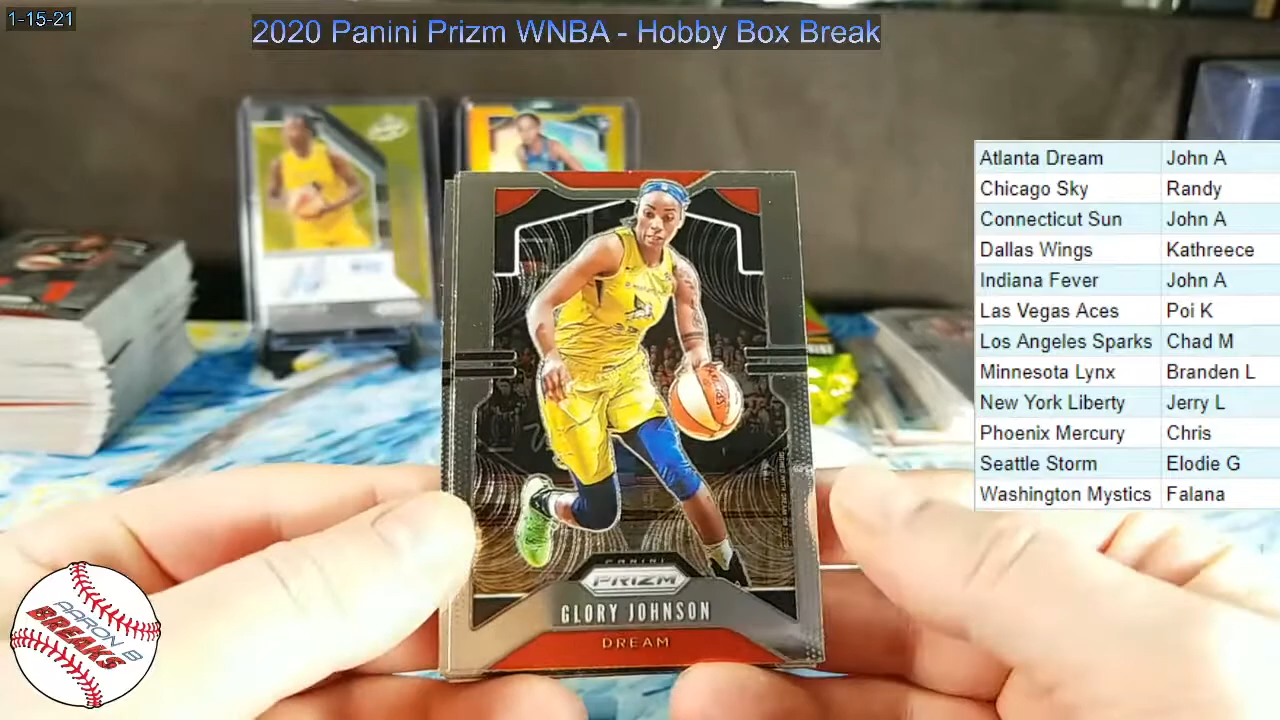 1-15-21
2020 Panini Prizm WNBA - Hobby Box Break
Atlanta Dream John A
Chicago Sky Randy
Connecticut Sun John A
Dallas Wings Kathreece
Indiana Fever John A
Las Vegas Aces Poi K
Los Angeles Sparks Chad M
Minnesota Lynx Branden L
New York Liberty Jerry L
Phoenix Mercury Chris
Seattle Storm Elodie G
Washington Mystics Falana
PANINI
PRIZM
GLORY JOHNSON
DREAM
AARON B
BREAKS